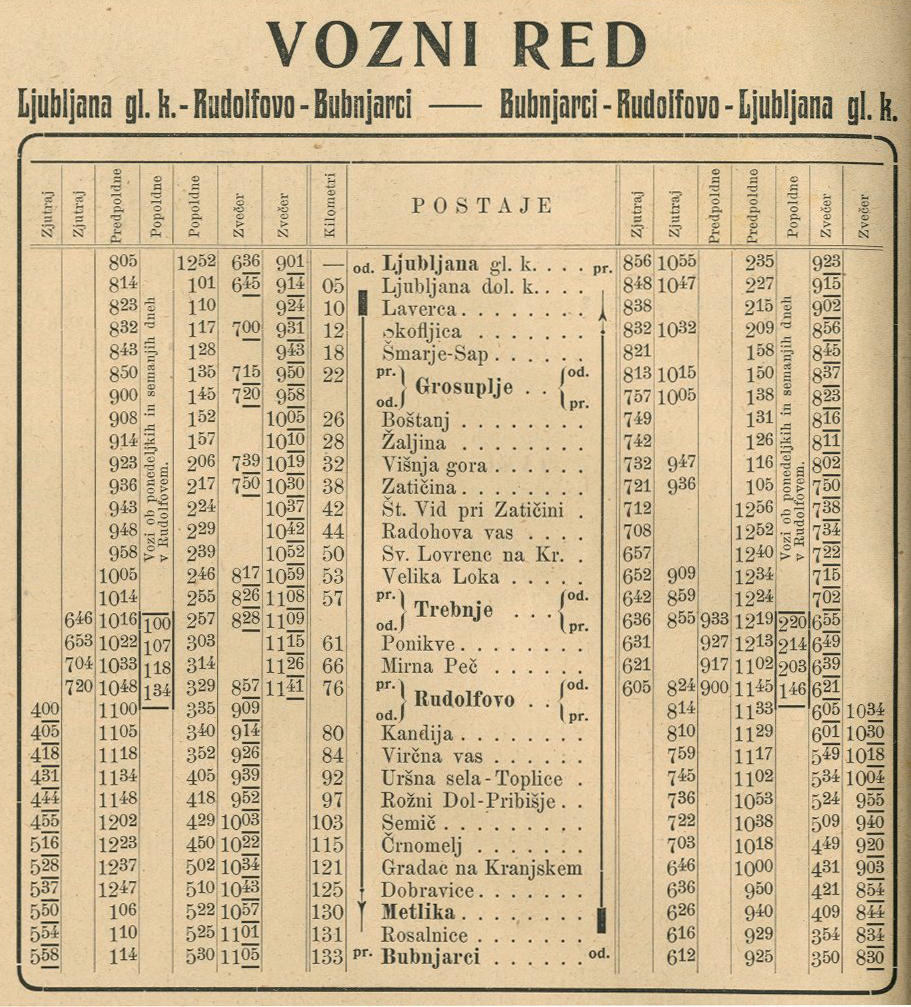 VOZNI RED
Ljubljana gl. k. - Rudolfovo - Bubnjarci — Bubnjarci - Rudolfovo - Ljubljana gl. k.
Zjutraj Zjutraj Predpoldne Popoldne Popoldne Zvečer Zvečer Kilometri POSTAJE Zjutraj Zjutraj Predpoldne Predpoldne Popoldne Zvečer Zvečer
805 1252 636 901 — od. Ljubljana gl. k. . . . pr. 856 1055 235 923
814 101 645 914 05 Ljubljana dol. k. . . . 848 1047 227 915
823 110 924 10 Laverca . . . . . . . . 838 215 902
832 117 700 931 12 Škofljica . . . . . . . 832 1032 209 856
843 128 943 18 Šmarje-Sap . . . . . . 821 158 845
850 135 715 950 22 pr. od. 813 1015 150 837
Grosuplje . .
900 145 720 958 od. pr. 757 1005 138 823
908 152 1005 26 Boštanj . . . . . . . 749 131 816
914 157 1010 28 Žaljina . . . . . . . 742 126 811
923 206 739 1019 32 Višnja gora . . . . . . 732 947 116 802
936 217 750 1030 38 Zatičina . . . . . . . 721 936 105 750
943 224 1037 42 Št. Vid pri Zatičini . 712 1256 738
948 229 1042 44 Radohova vas . . . . 708 1252 734
958 239 1052 50 Sv. Lovrenc na Kr. 657 1240 722
Vozi ob ponedeljkih in semanjih dneh
v Rudolfovem.
Vozi ob ponedeljkih in semanjih dneh
v Rudolfovem.
1005 246 817 1059 53 Velika Loka . . . . . 652 909 1234 715
1014 255 826 1108 57 pr. od. 642 859 1224 702
Trebnje . . .
646 1016 100 257 828 1109 od. pr. 636 855 933 1219 220 655
653 1022 107 303 1115 61 Ponikve . . . . . . . 631 927 1213 214 649
704 1033 118 314 1126 66 Mirna Peč . . . . . . 621 917 1102 203 639
720 1048 134 329 857 1141 76 pr. od. 605 824 900 1145 146 621
Rudolfovo . .
400 1100 335 909 od. pr. 814 1133 605 1034
405 1105 340 914 80 Kandija . . . . . . . . 810 1129 601 1030
418 1118 352 926 84 Virčna vas . . . . . . 759 1117 549 1018
431 1134 405 939 92 Uršna sela-Toplice . 745 1102 534 1004
444 1148 418 952 97 Rožni Dol-Pribišje . . 736 1053 524 955
455 1202 429 1003 103 Semič . . . . . . . . 722 1038 509 940
516 1223 450 1022 115 Črnomelj . . . . . . . 703 1018 449 920
528 1237 502 1034 121 Gradac na Kranjskem 646 1000 431 903
537 1247 510 1043 125 Dobravice . . . . . . . 636 950 421 854
550 106 522 1057 130 Metlika . . . . . . . . 626 940 409 844
554 110 525 1101 131 Rosalnice . . . . . . . 616 929 354 834
558 114 530 1105 133 pr. Bubnjarci . . . . . . od. 612 925 350 830